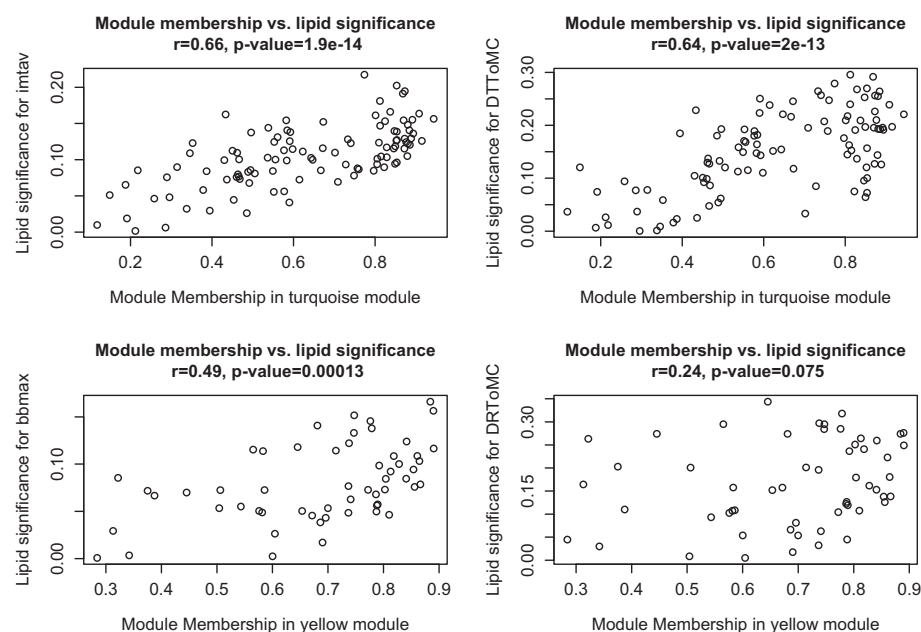 Module membership vs. lipid significance
r=0.66, p-value=1.9e-14
Lipid significance for imtav
0.20
0.10
0.00
0.2 0.4 0.6 0.8
Module Membership in turquoise module
Module membership vs. lipid significance
r=0.64, p-value=2e-13
Lipid significance for DTToMC
0.30
0.20
0.10
0.00
0.2 0.4 0.6 0.8
Module Membership in turquoise module
Module membership vs. lipid significance
r=0.49, p-value=0.00013
Lipid significance for bbmax
0.10
0.00
0.3 0.4 0.5 0.6 0.7 0.8 0.9
Module Membership in yellow module
Module membership vs. lipid significance
r=0.24, p-value=0.075
Lipid significance for DRToMC
0.30
0.15
0.00
0.3 0.4 0.5 0.6 0.7 0.8 0.9
Module Membership in yellow module